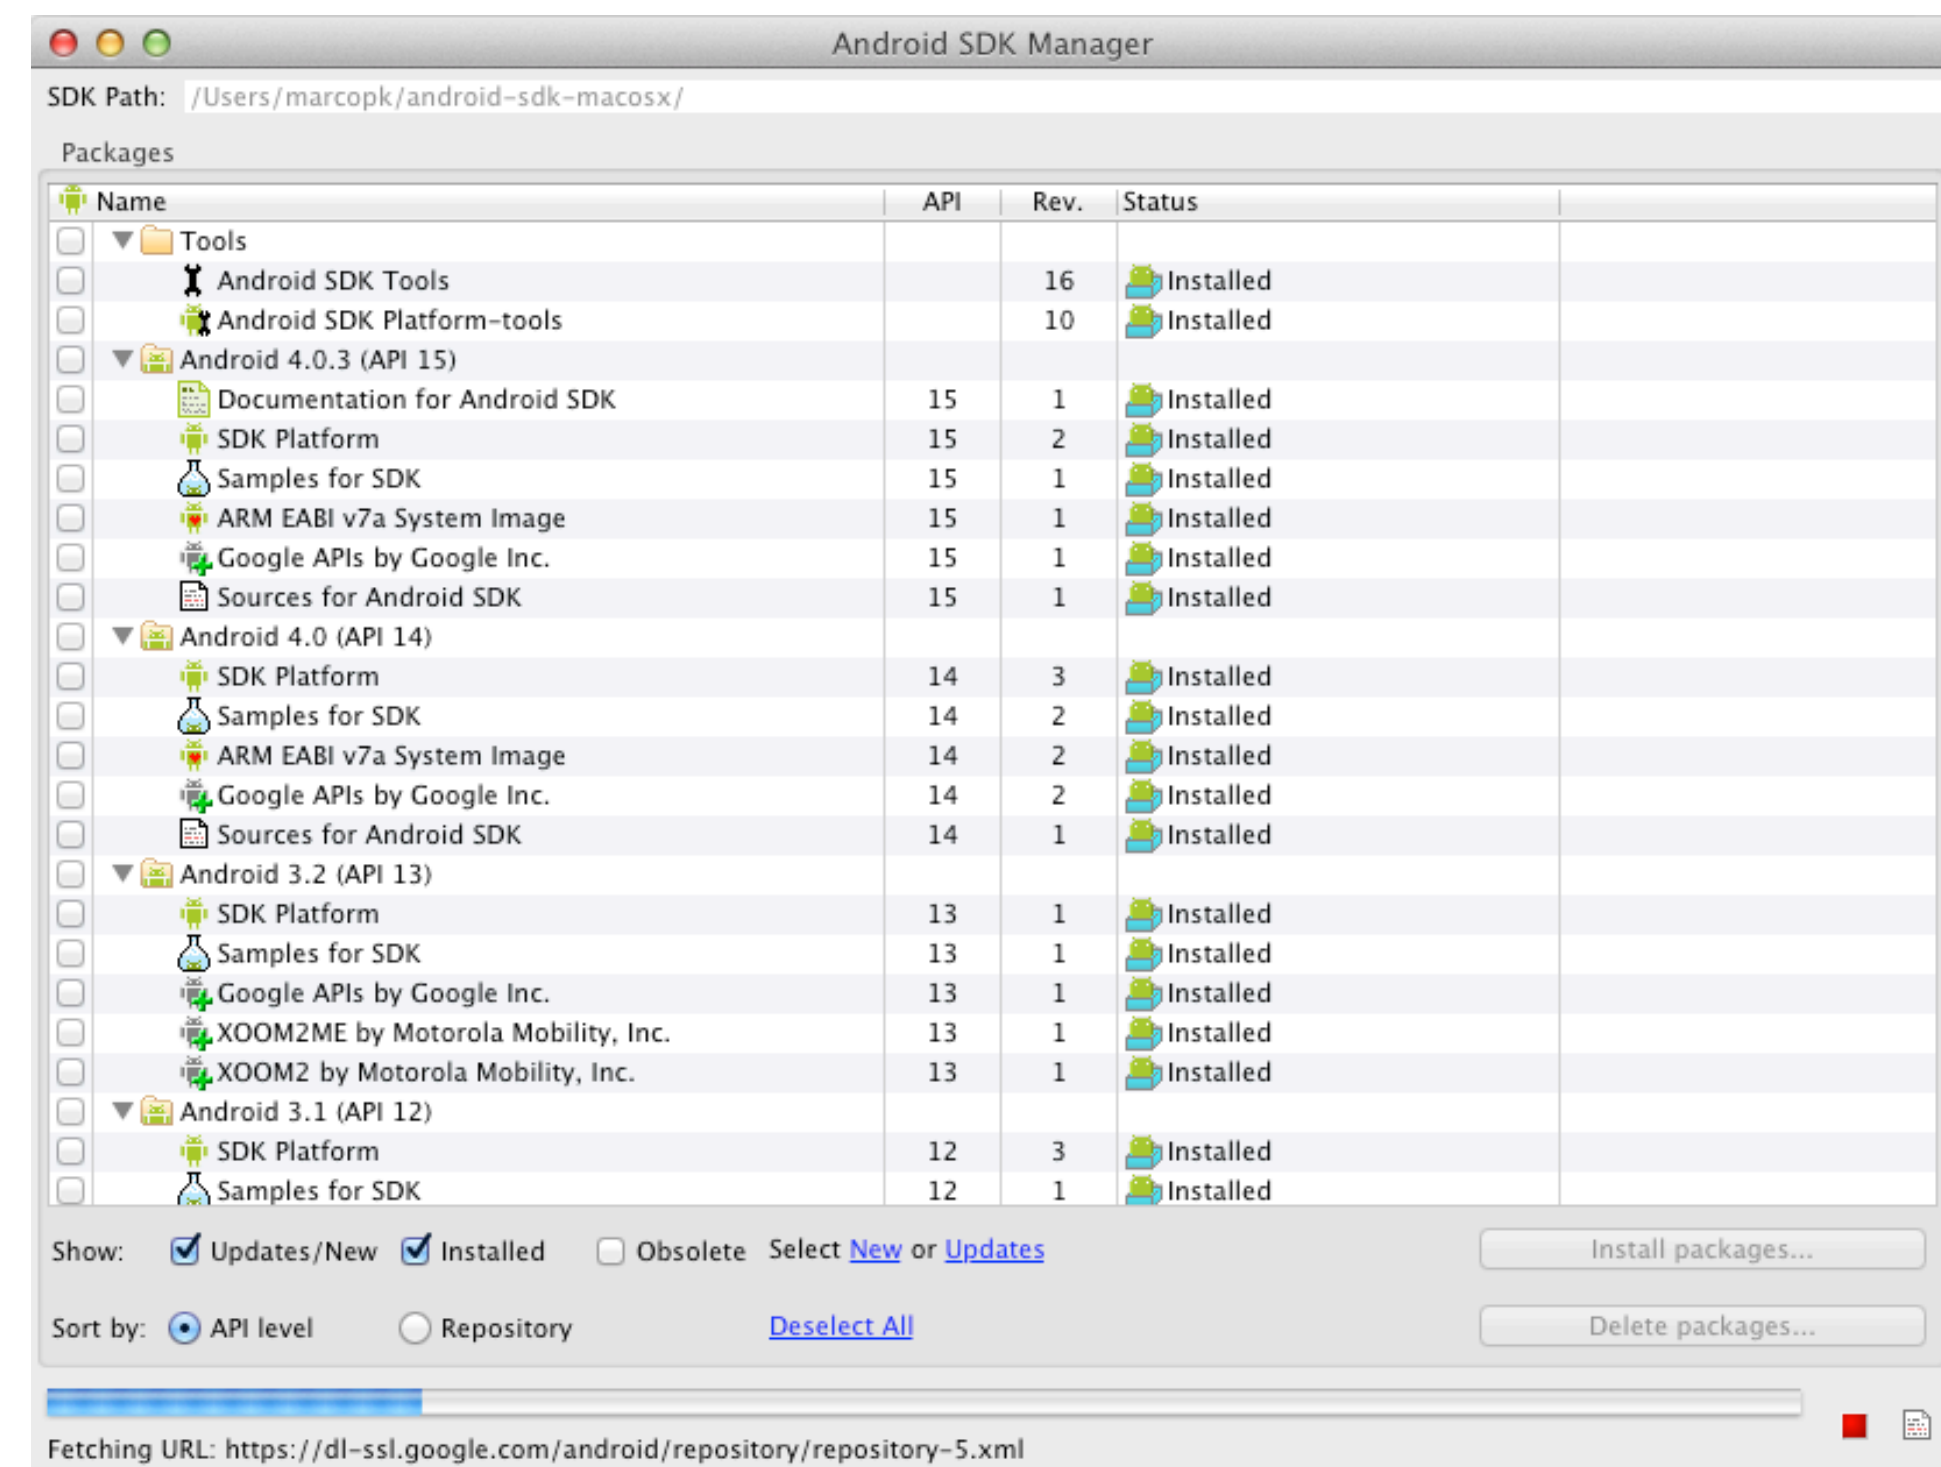 Android SDK Manager
SDK Path: /Users/marcopk/android-sdk-macosx/
Packages
Name API Rev. Status
Tools
Android SDK Tools 16 Installed
Android SDK Platform-tools 10 Installed
Android 4.0.3 (API 15)
Documentation for Android SDK 15 1 Installed
SDK Platform 15 2 Installed
Samples for SDK 15 1 Installed
ARM EABI v7a System Image 15 1 Installed
Google APIs by Google Inc. 15 1 Installed
Sources for Android SDK 15 1 Installed
Android 4.0 (API 14)
SDK Platform 14 3 Installed
Samples for SDK 14 2 Installed
ARM EABI v7a System Image 14 2 Installed
Google APIs by Google Inc. 14 2 Installed
Sources for Android SDK 14 1 Installed
Android 3.2 (API 13)
SDK Platform 13 1 Installed
Samples for SDK 13 1 Installed
Google APIs by Google Inc. 13 1 Installed
XOOM2ME by Motorola Mobility, Inc. 13 1 Installed
XOOM2 by Motorola Mobility, Inc. 13 1 Installed
Android 3.1 (API 12)
SDK Platform 12 3 Installed
Samples for SDK 12 1 Installed
Show: Updates/New Installed Obsolete Select New or Updates Install packages...
Sort by: API level Repository Deselect All Delete packages...
Fetching URL: https://dl-ssl.google.com/android/repository/repository-5.xml